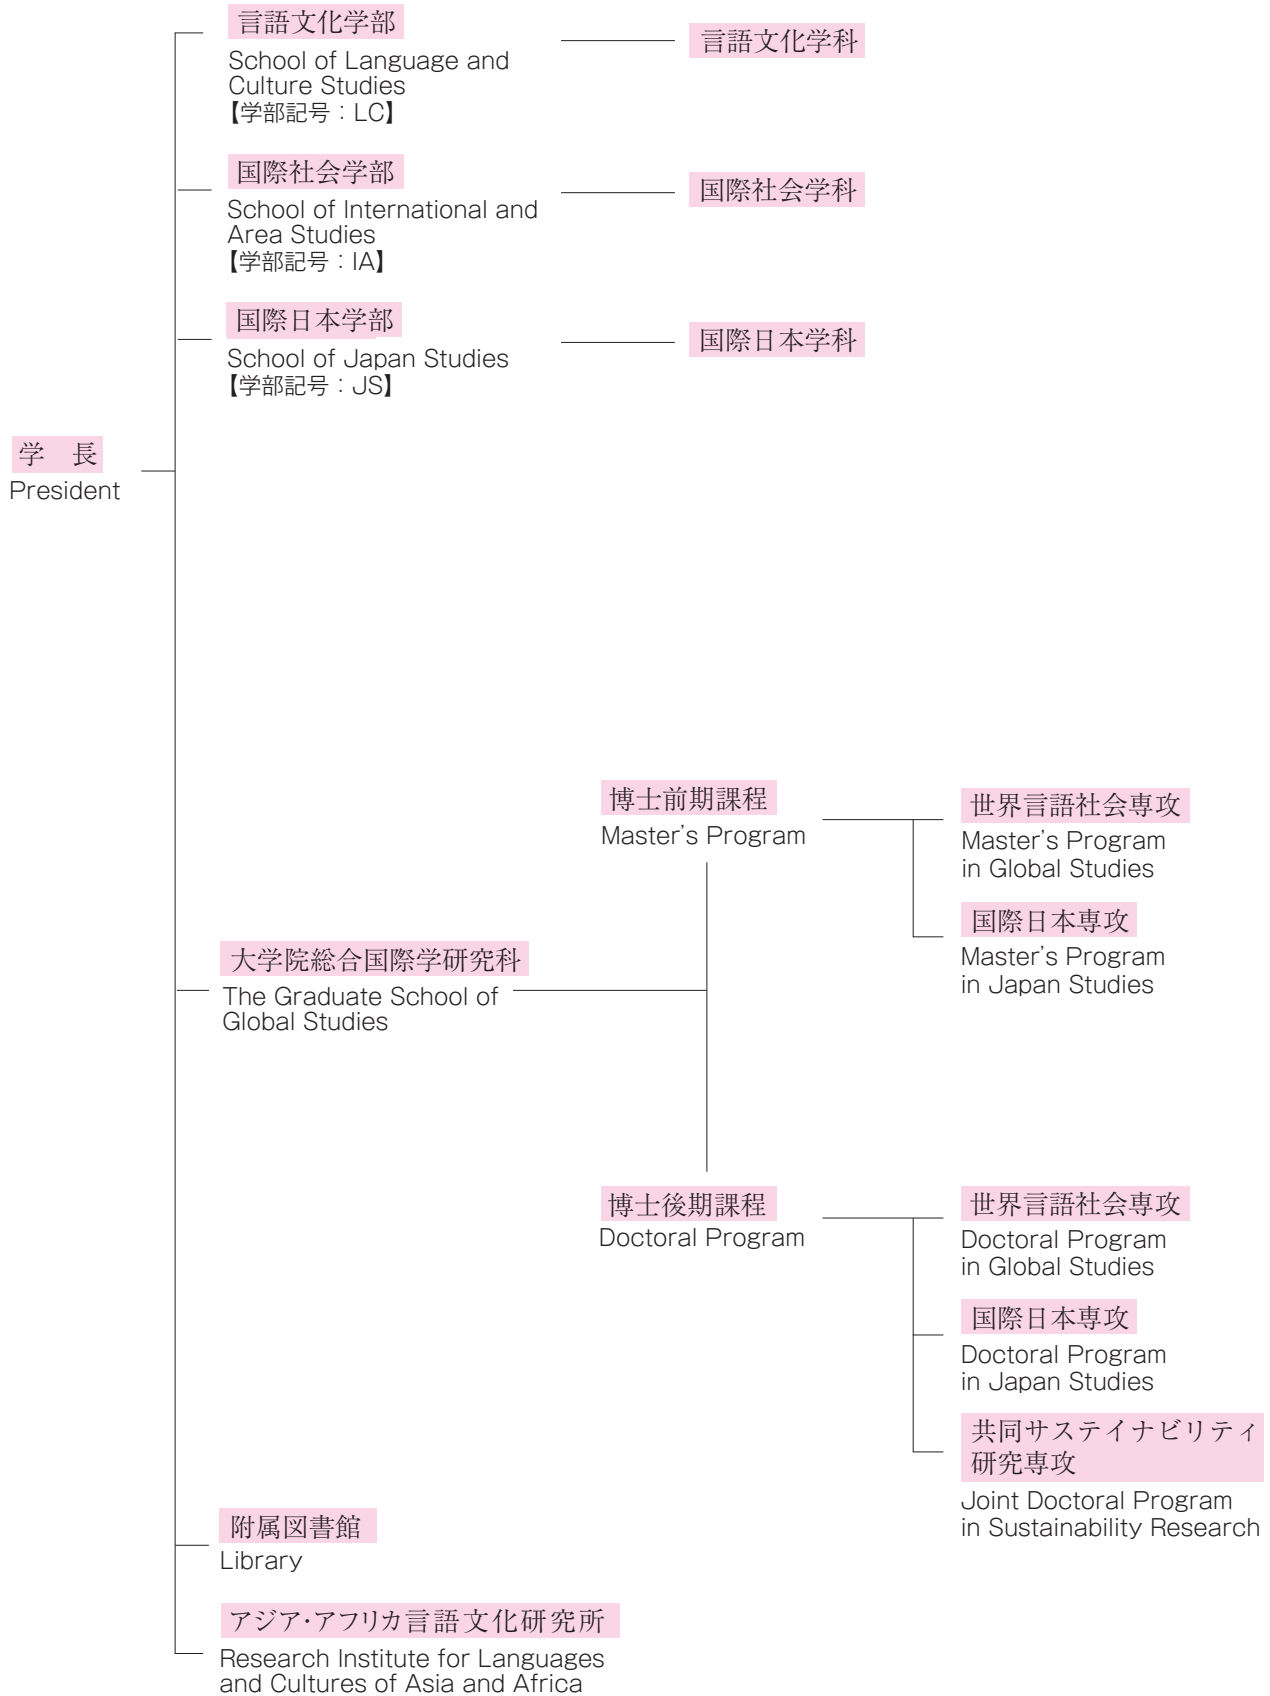 言語文化学部
School of Language and
Culture Studies
【学部記号：LC】
言語文化学科
国際社会学部
School of International and
Area Studies
【学部記号：IA】
国際社会学科
国際日本学部
School of Japan Studies
【学部記号：JS】
国際日本学科
学　長
President
大学院総合国際学研究科
The Graduate School of
Global Studies
博士前期課程
Master's Program
世界言語社会専攻
Master's Program
in Global Studies
国際日本専攻
Master's Program
in Japan Studies
博士後期課程
Doctoral Program
世界言語社会専攻
Doctoral Program
in Global Studies
国際日本専攻
Doctoral Program
in Japan Studies
共同サステイナビリティ
研究専攻
Joint Doctoral Program
in Sustainability Research
附属図書館
Library
アジア・アフリカ言語文化研究所
Research Institute for Languages
and Cultures of Asia and Africa